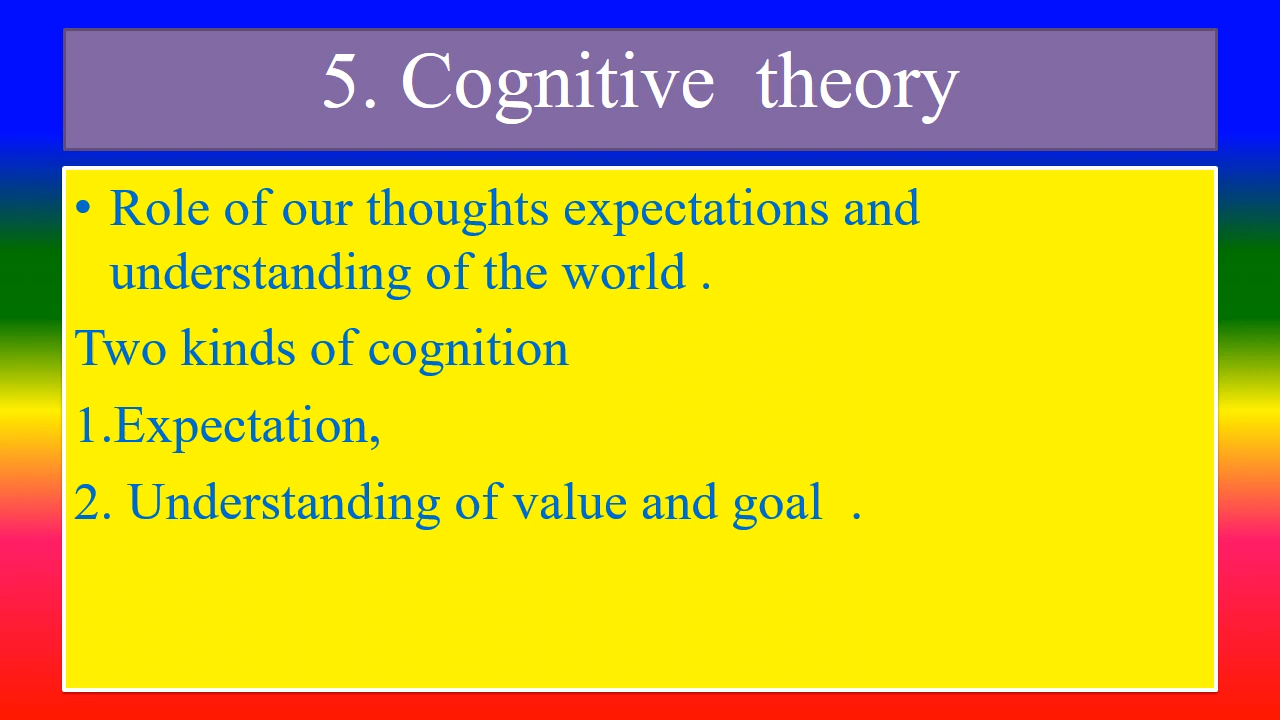 5. Cognitive  theory
• Role of our thoughts expectations and
understanding of the world .
Two kinds of cognition
1.Expectation,
2. Understanding of value and goal  .